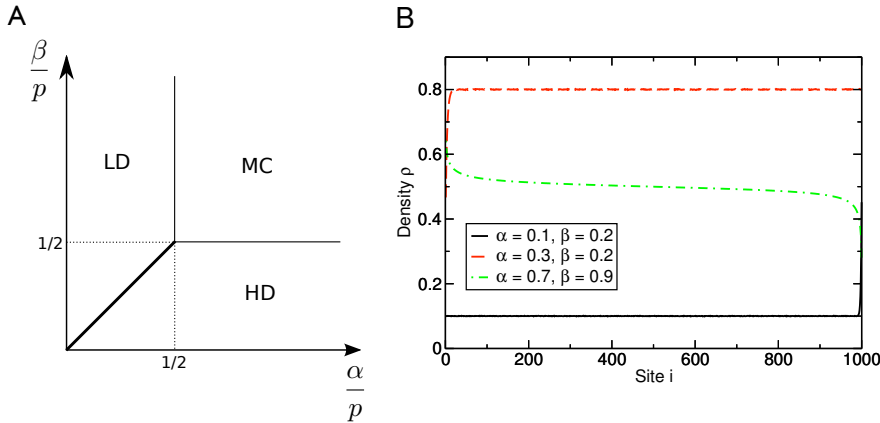 A
β/p
LD
MC
1/2
HD
1/2
α/p
B
Density ρ
0.8
0.6
0.4
0.2
0
α = 0.1, β = 0.2
α = 0.3, β = 0.2
α = 0.7, β = 0.9
0 200 400 600 800 1000
Site i